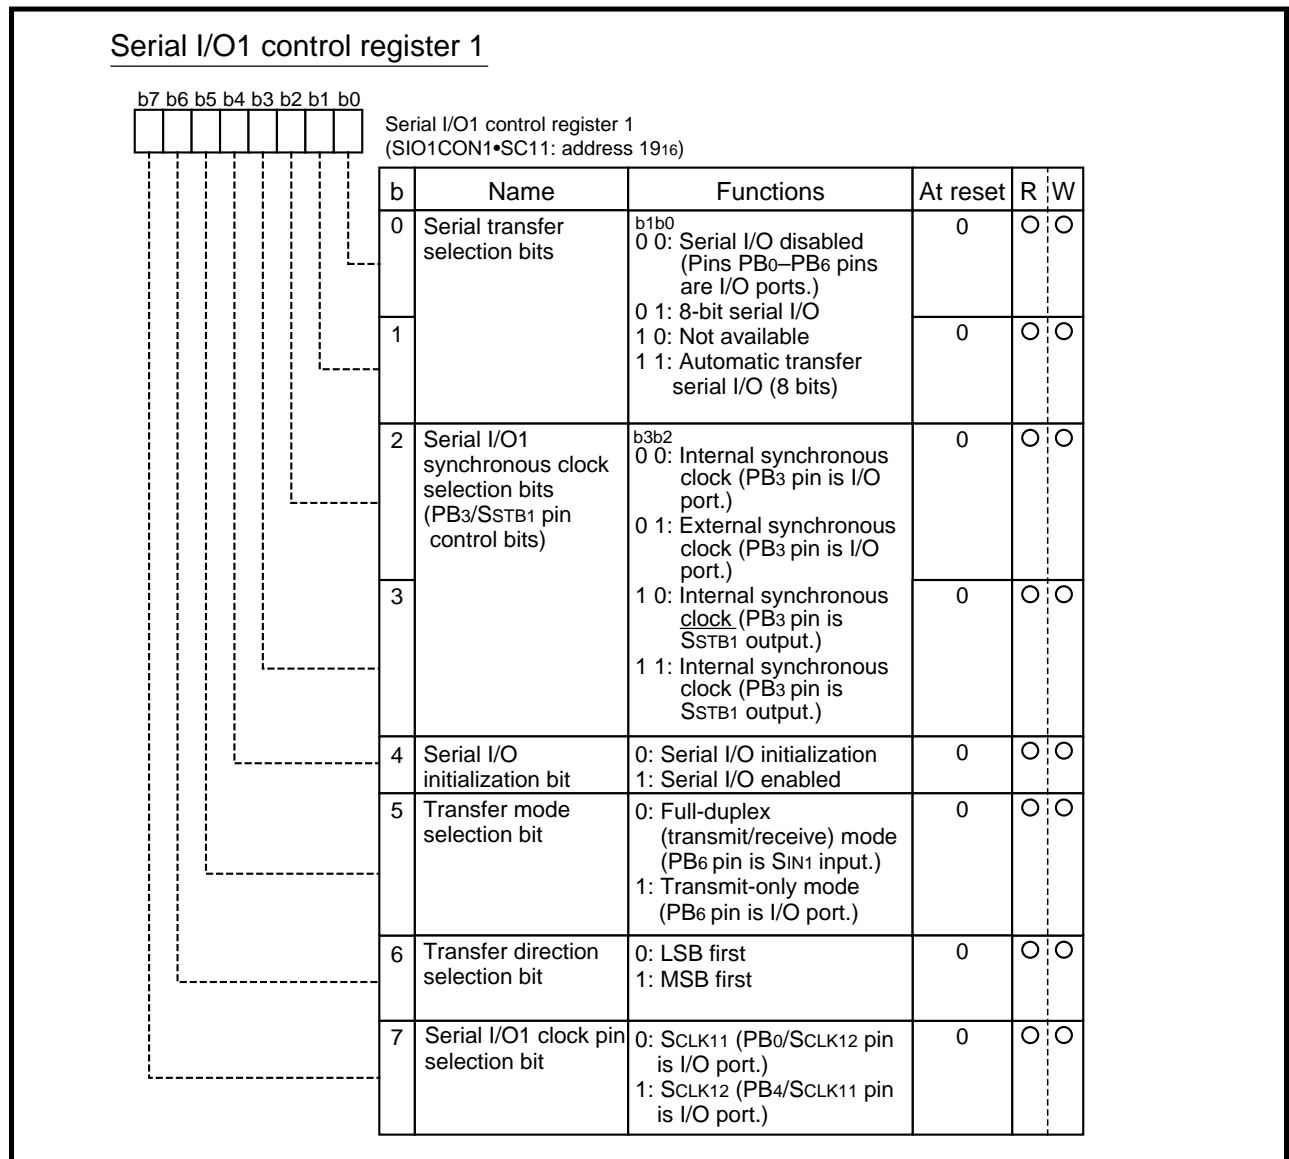 Serial I/O1 control register 1
b7 b6 b5 b4 b3 b2 b1 b0
Serial I/O1 control register 1
(SIO1CON1•SC11: address 1916)
b Name Functions At reset R W
0 Serial transfer selection bits
b1b0
0 0: Serial I/O disabled
(Pins PB0–PB6 pins
are I/O ports.)
0 1: 8-bit serial I/O
1 0: Not available
1 1: Automatic transfer
serial I/O (8 bits)
0 O O
1
0 O O
2 Serial I/O1
synchronous clock
selection bits
(PB3/SSTB1 pin
control bits)
b3b2
0 0: Internal synchronous
clock (PB3 pin is I/O
port.)
0 1: External synchronous
clock (PB3 pin is I/O
port.)
1 0: Internal synchronous
clock (PB3 pin is
SSTB1 output.)
1 1: Internal synchronous
clock (PB3 pin is
SSTB1 output.)
0 O O
3
0 O O
4 Serial I/O
initialization bit
0: Serial I/O initialization
1: Serial I/O enabled
0 O O
5 Transfer mode
selection bit
0: Full-duplex
(transmit/receive) mode
(PB6 pin is SIN1 input.)
1: Transmit-only mode
(PB6 pin is I/O port.)
0 O O
6 Transfer direction
selection bit
0: LSB first
1: MSB first
0 O O
7 Serial I/O1 clock pin
selection bit
0: SCLK11 (PB0/SCLK12 pin
is I/O port.)
1: SCLK12 (PB4/SCLK11 pin
is I/O port.)
0 O O